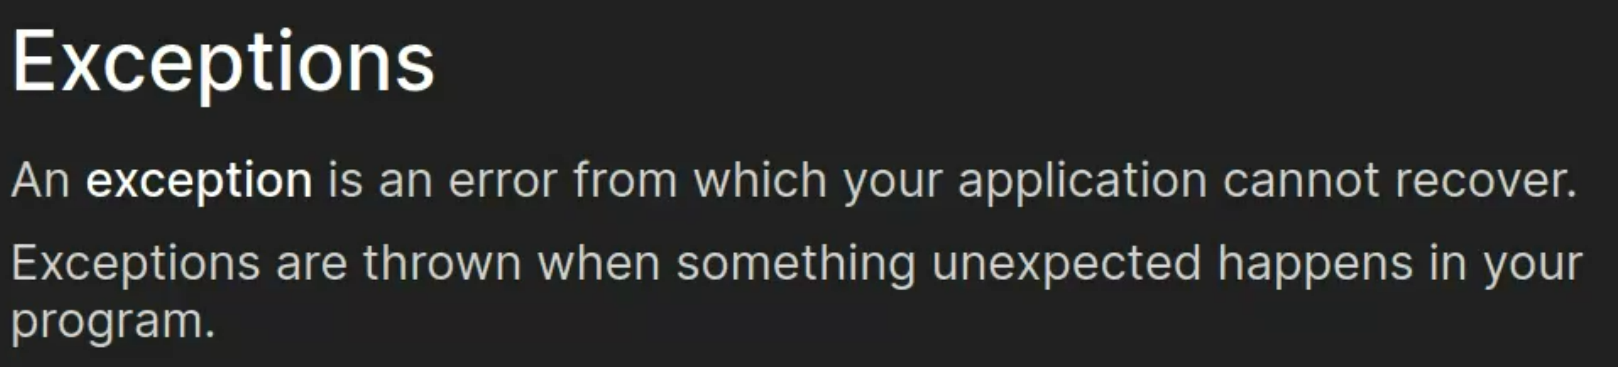 Exceptions
An exception is an error from which your application cannot recover.
Exceptions are thrown when something unexpected happens in your
program.